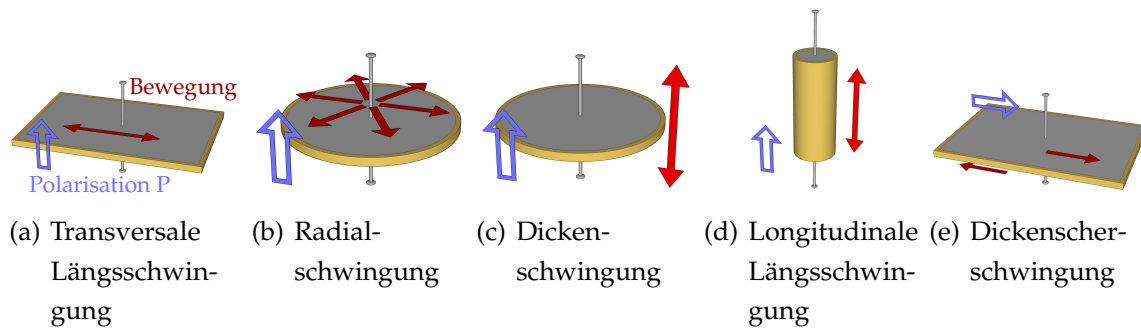 Bewegung
Polarisation P
(a) Transversale
Längsschwin-
gung
(b) Radial-
schwingung
(c) Dicken-
schwingung
(d) Longitudinale
Längsschwin-
gung
(e) Dickenscher-
schwingung